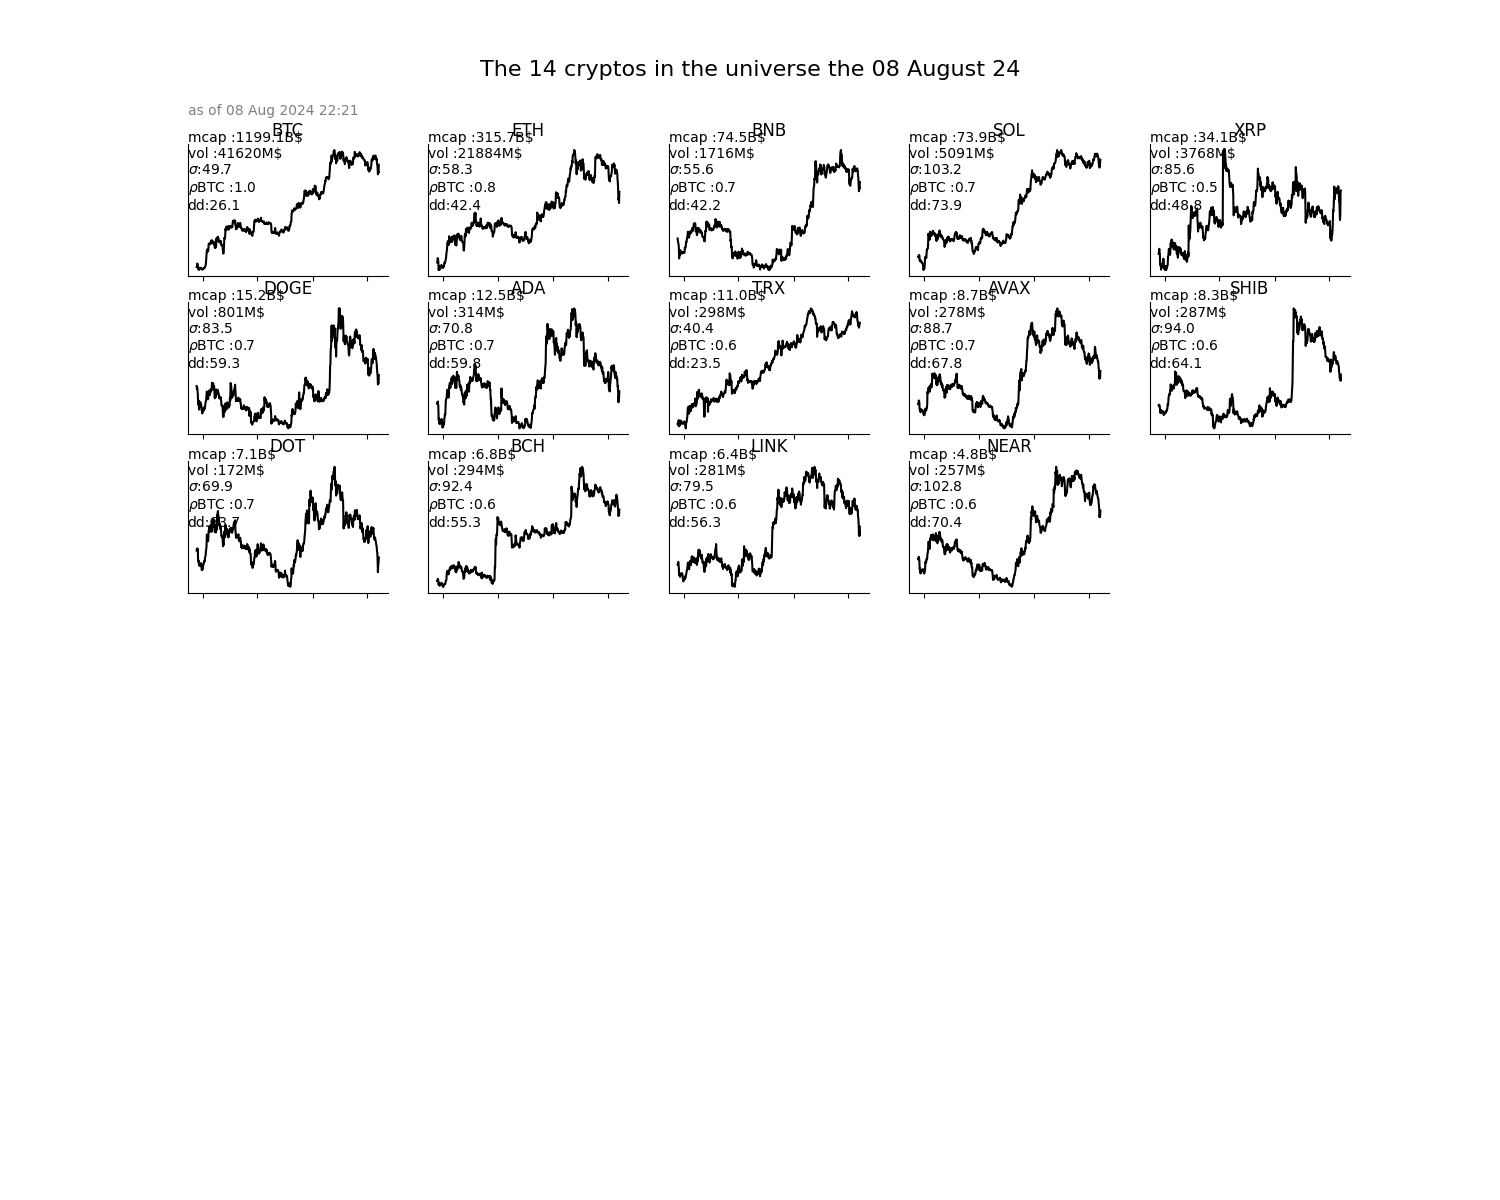 The 14 cryptos in the universe the 08 August 24
as of 08 Aug 2024 22:21
BTC
mcap :1199.1B$
vol :41620M$
σ:49.7
ρBTC :1.0
dd:26.1
ETH
mcap :315.7B$
vol :21884M$
σ:58.3
ρBTC :0.8
dd:42.4
BNB
mcap :74.5B$
vol :1716M$
σ:55.6
ρBTC :0.7
dd:42.2
SOL
mcap :73.9B$
vol :5091M$
σ:103.2
ρBTC :0.7
dd:73.9
XRP
mcap :34.1B$
vol :3768M$
σ:85.6
ρBTC :0.5
dd:48.8
DOGE
mcap :15.2B$
vol :801M$
σ:83.5
ρBTC :0.7
dd:59.3
ADA
mcap :12.5B$
vol :314M$
σ:70.8
ρBTC :0.7
dd:59.8
TRX
mcap :11.0B$
vol :298M$
σ:40.4
ρBTC :0.6
dd:23.5
AVAX
mcap :8.7B$
vol :278M$
σ:88.7
ρBTC :0.7
dd:67.8
SHIB
mcap :8.3B$
vol :287M$
σ:94.0
ρBTC :0.6
dd:64.1
DOT
mcap :7.1B$
vol :172M$
σ:69.9
ρBTC :0.7
dd:63.7
BCH
mcap :6.8B$
vol :294M$
σ:92.4
ρBTC :0.6
dd:55.3
LINK
mcap :6.4B$
vol :281M$
σ:79.5
ρBTC :0.6
dd:56.3
NEAR
mcap :4.8B$
vol :257M$
σ:102.8
ρBTC :0.6
dd:70.4